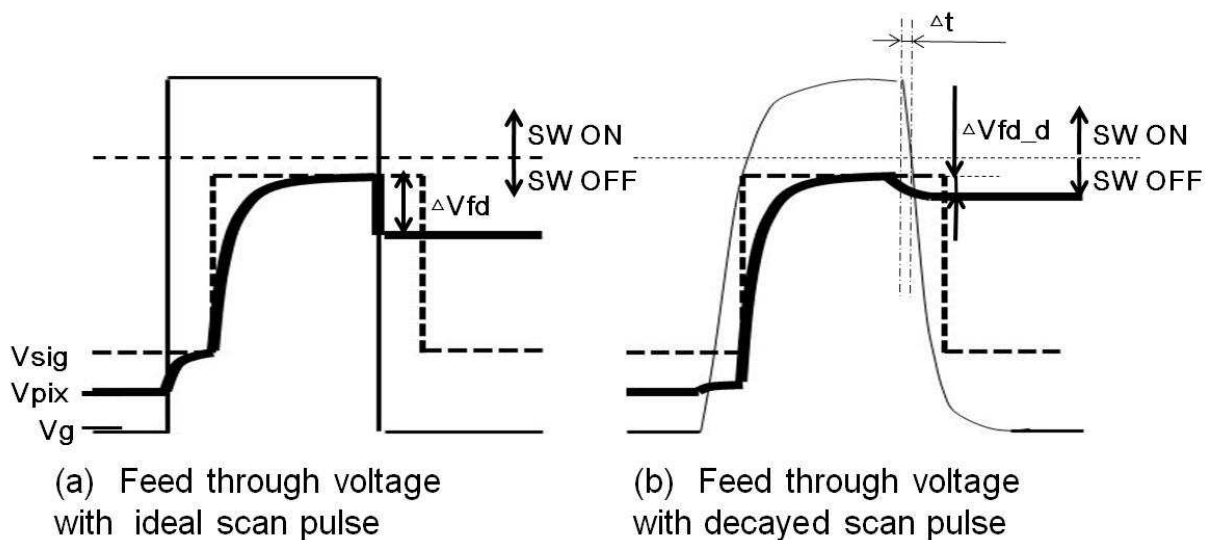 △t
SW ON
SW OFF
△Vfd
Vsig
Vpix
Vg
△Vfd_d
SW ON
SW OFF
(a) Feed through voltage
with ideal scan pulse
(b) Feed through voltage
with decayed scan pulse